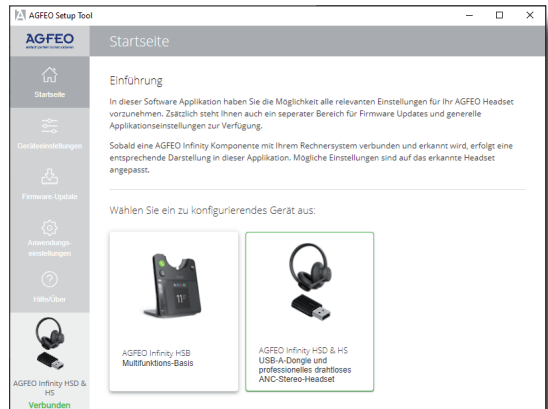 AGFEO Setup Tool
AGFEO
Startseite
Startseite
Geräteeinstellungen
Firmware-Update
Anwendungs-
einstellungen
Hilfe/Über
AGFEO Infinity HSD &
HS
Verbunden
Einführung
In dieser Software Applikation haben Sie die Möglichkeit alle relevanten Einstellungen für Ihr AGFEO Headset
vorzunehmen. Zsätzlich steht Ihnen auch ein seperater Bereich für Firmware Updates und generelle
Applikationseinstellungen zur Verfügung.
Sobald eine AGFEO Infinity Komponente mit Ihrem Rechnersystem verbunden und erkannt wird, erfolgt eine
entsprechende Darstellung in dieser Application. Mögliche Einstellungen sind auf das erkannte Headset
angepasst.
Wählen Sie ein zu konfigurierendes Gerät aus:
AGFEO Infinity HSB
Multifunktions-Basis
AGFEO Infinity HSD & HS
USB-A-Dongle und
professionelles drahtloses
ANC-Stereo-Headset